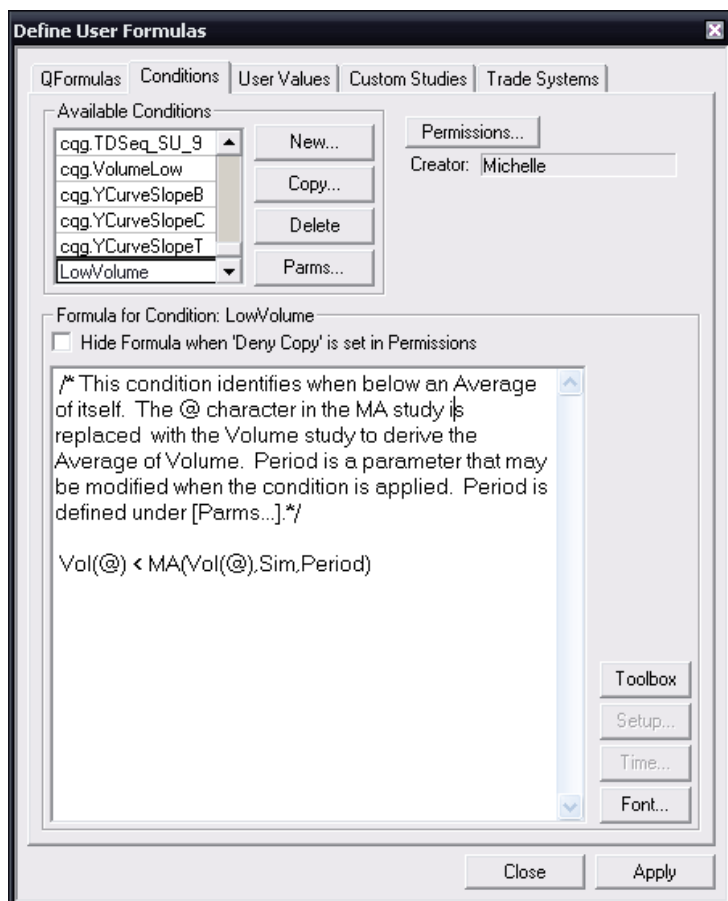 Define User Formulas
QFormulas Conditions User Values Custom Studies Trade Systems
Available Conditions
cqg.TDSeq_SU_9
cqg.VolumeLow
cqg.YCurveSlopeB
cqg.YCurveSlopeC
cqg.YCurveSlopeT
LowVolume
New...
Copy...
Delete
Parms...
Permissions...
Creator: Michelle
Formula for Condition: LowVolume
Hide Formula when 'Deny Copy' is set in Permissions
/* This condition identifies when below an Average
of itself. The @ character in the MA study is
replaced with the Volume study to derive the
Average of Volume. Period is a parameter that may
be modified when the condition is applied. Period is
defined under [Parms...].*/
Vol(@) < MA(Vol(@),Sim,Period)
Toolbox
Setup...
Time...
Font...
Close Apply